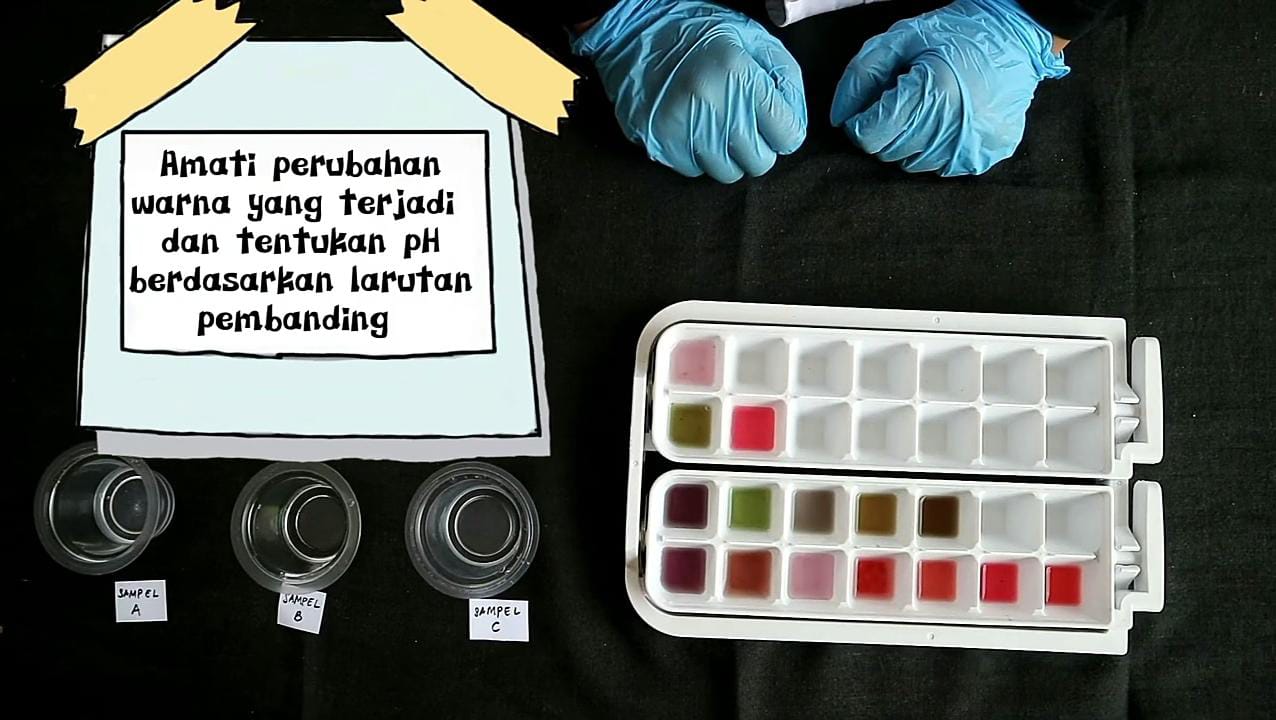 Amati perubahan
warna yang terjadi
dan tentukan pH
berdasarkan larutan
pembanding
SAMPEL
A
SAMPEL
B
SAMPEL
C